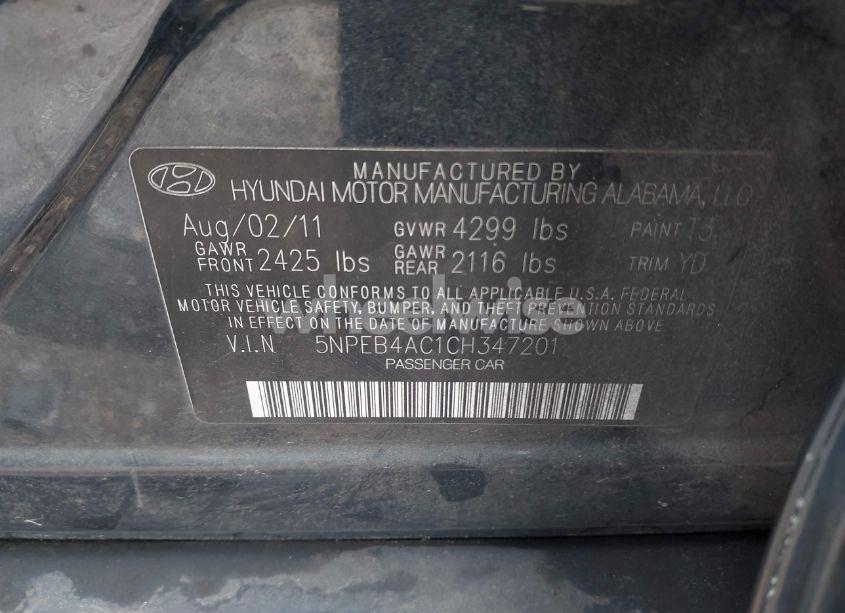 MANUFACTURED BY
HYUNDAI MOTOR MANUFACTURING ALABAMA, LLC
Aug/02/11 GVWR 4299 lbs PAINT T3
GAWR FRONT 2425 lbs GAWR REAR 2116 lbs TRIM YD
THIS VEHICLE CONFORMS TO ALL APPLICABLE U.S.A. FEDERAL
MOTOR VEHICLE SAFETY, BUMPER, AND THEFT PREVENTION STANDARDS
IN EFFECT ON THE DATE OF MANUFACTURE SHOWN ABOVE.
V.I.N 5NPEB4AC1CH347201
PASSENGER CAR